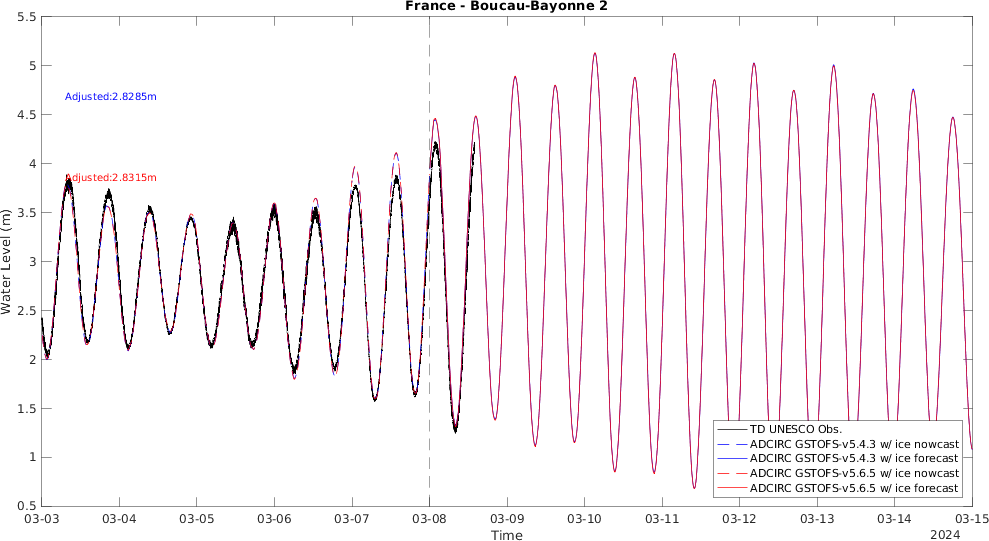 France - Boucau-Bayonne 2
5.5
5
4.5
4
3.5
3
2.5
2
1.5
1
0.5
Water Level (m)
Adjusted:2.8285m
Adjusted:2.8315m
TD UNESCO Obs.
ADCIRC GSTOFS-v5.4.3 w/ ice nowcast
ADCIRC GSTOFS-v5.4.3 w/ ice forecast
ADCIRC GSTOFS-v5.6.5 w/ ice nowcast
ADCIRC GSTOFS-v5.6.5 w/ ice forecast
03-03 03-04 03-05 03-06 03-07 03-08 03-09 03-10 03-11 03-12 03-13 03-14 03-15
Time
2024